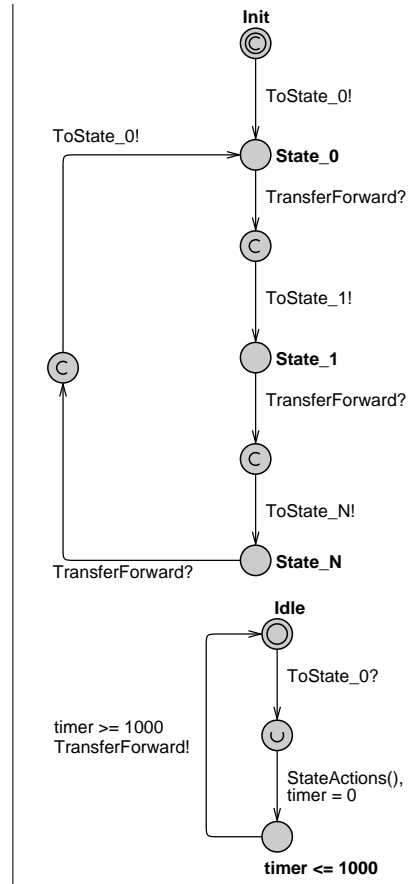 Init
C
ToState_0!
ToState_0!
State_0
TransferForward?
C
ToState_1!
C
State_1
TransferForward?
C
ToState_N!
TransferForward?
State_N
Idle
ToState_0?
timer >= 1000
TransferForward!
StateActions(),
timer = 0
timer <= 1000